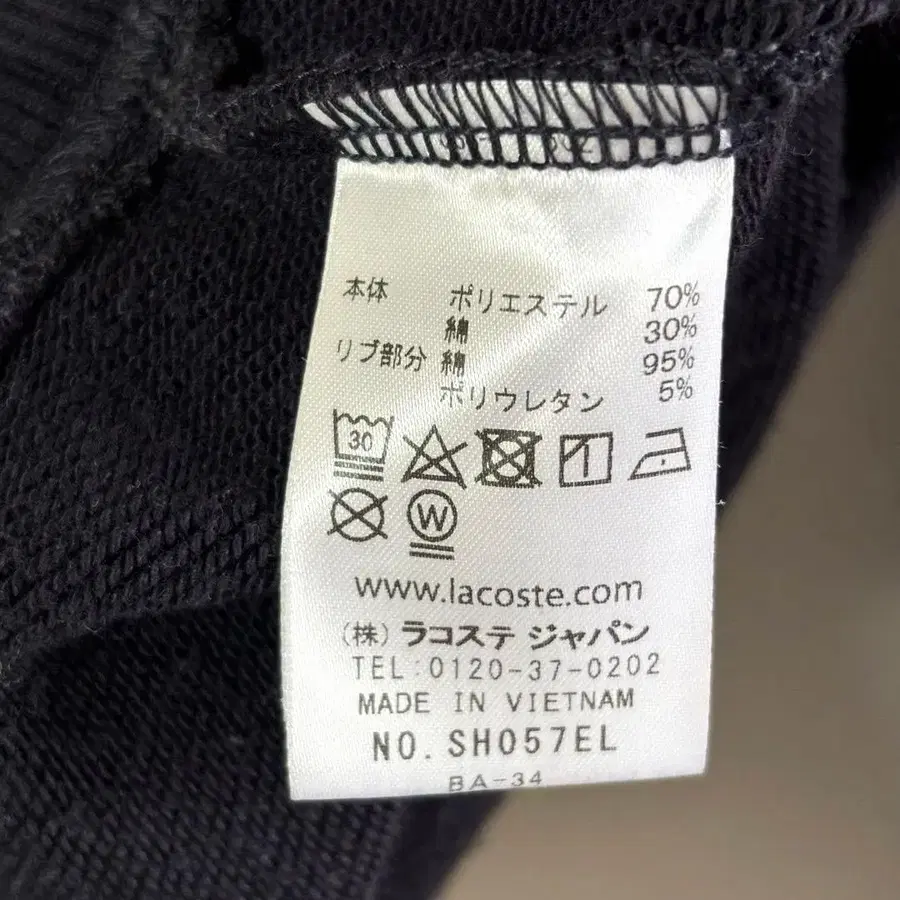 本体 ポリエステル 70%
綿 30%
リブ部分 綿 95%
ポリウレタン 5%
30
W
www.lacoste.com
(株) ラコステ ジャパン
TEL:0120-37-0202
MADE IN VIETNAM
NO. SH057EL
BA-34